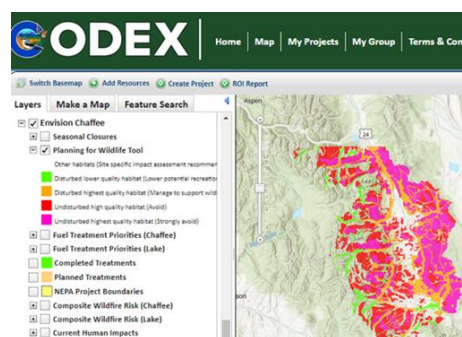 CODEX
Home | Map | My Projects | My Group | Terms & Con
Switch Basemap Add Resources Create Project ROI Report
Layers Make a Map Feature Search
Envision Chaffee
Seasonal Closures
Planning for Wildlife Tool
Other habitats (Site specific impact assessment recommen
Disturbed lower quality habitat (Lower potential recreation
Disturbed highest quality habitat (Manage to support wild
Undisturbed high quality habitat (Avoid)
Undisturbed highest quality habitat (Strongly avoid)
Fuel Treatment Priorities (Chaffee)
Fuel Treatment Priorities (Lake)
Completed Treatments
Planned Treatments
NEPA Project Boundaries
Composite Wildfire Risk (Chaffee)
Composite Wildfire Risk (Lake)
Current Human Impacts
Aspen
24
son